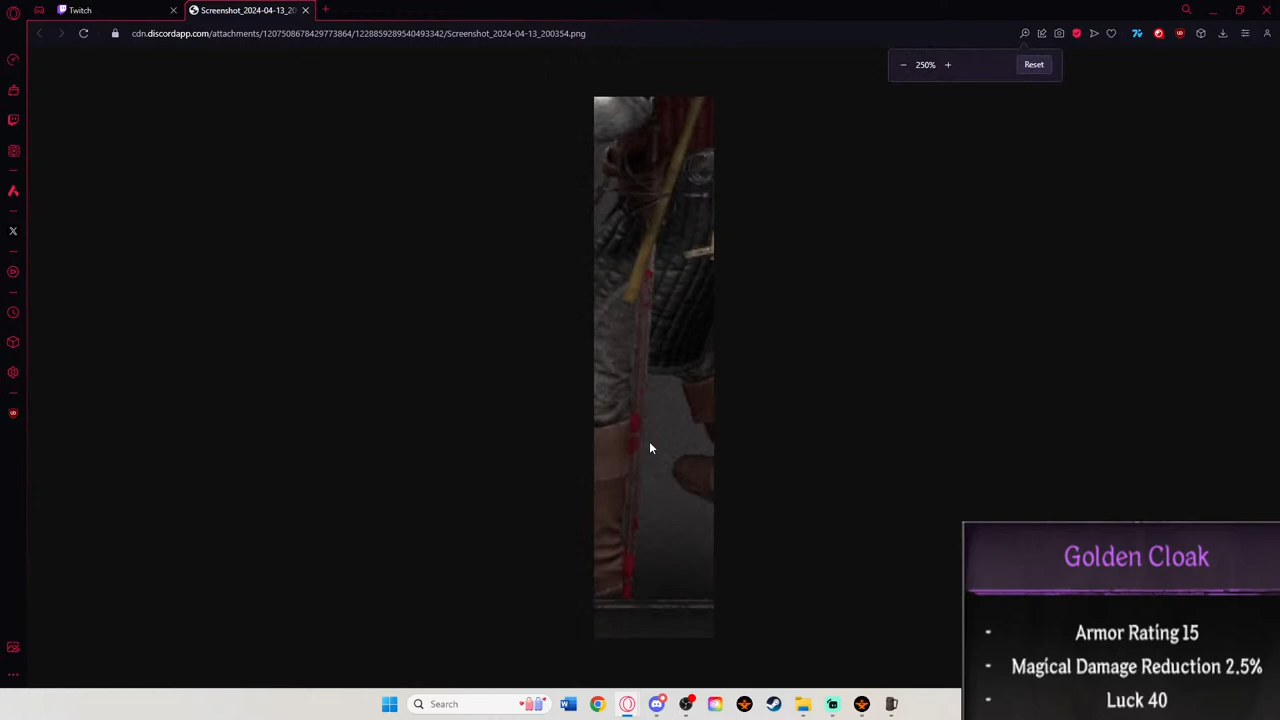 Twitch
Screenshot_2024-04-13_20
cdn.discordapp.com/attachments/1207508678429773864/1228859289540493342/Screenshot_2024-04-13_200354.png
250%
Reset
Golden Cloak
- Armor Rating 15
- Magical Damage Reduction 2.5%
- Luck 40
Search